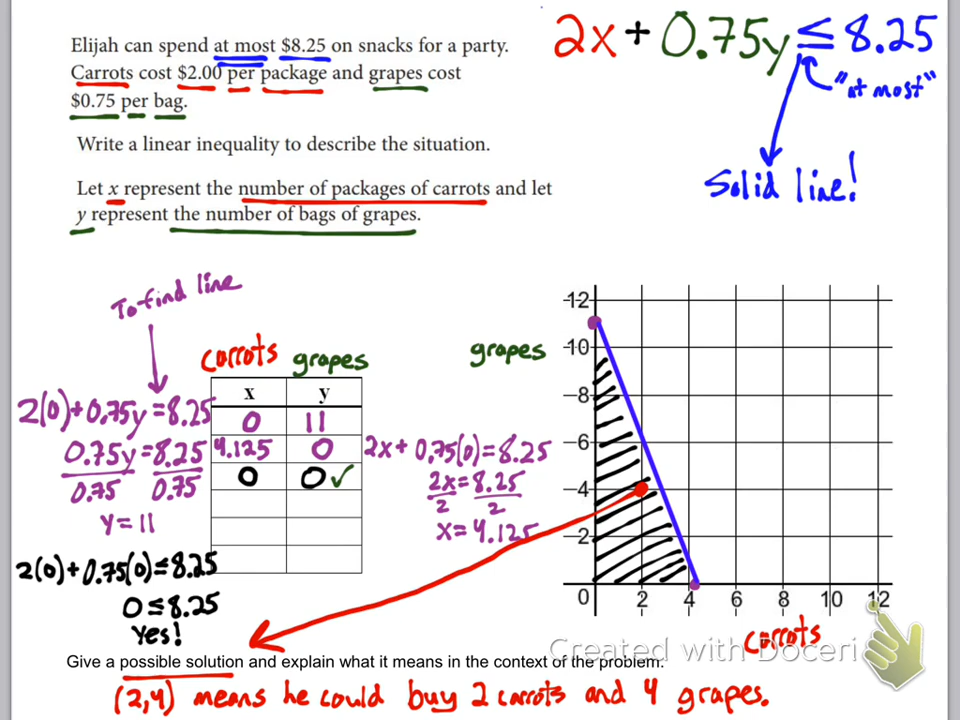 Elijah can spend at most $8.25 on snacks for a party.
Carrots cost $2.00 per package and grapes cost
$0.75 per bag.
Write a linear inequality to describe the situation.
Let x represent the number of packages of carrots and let
y represent the number of bags of grapes.
2x + 0.75y ≤ 8.25
"at most"
Solid line!
To find line
2(0)+0.75y=8.25
0.75y=8.25
0.75 0.75
y=11
carrots grapes
x y
0 11
4.125 0
0 0✓
2x+0.75(0)=8.25
2x=8.25
2 2
x=4.125
2(0)+0.75(0)≤8.25
0≤8.25
Yes!
grapes
12
10
8
6
4
2
0 2 4 6 8 10 12
carrots
Created with Doceri
Give a possible solution and explain what it means in the context of the problem.
(2,4) means he could buy 2 carrots and 4 grapes.